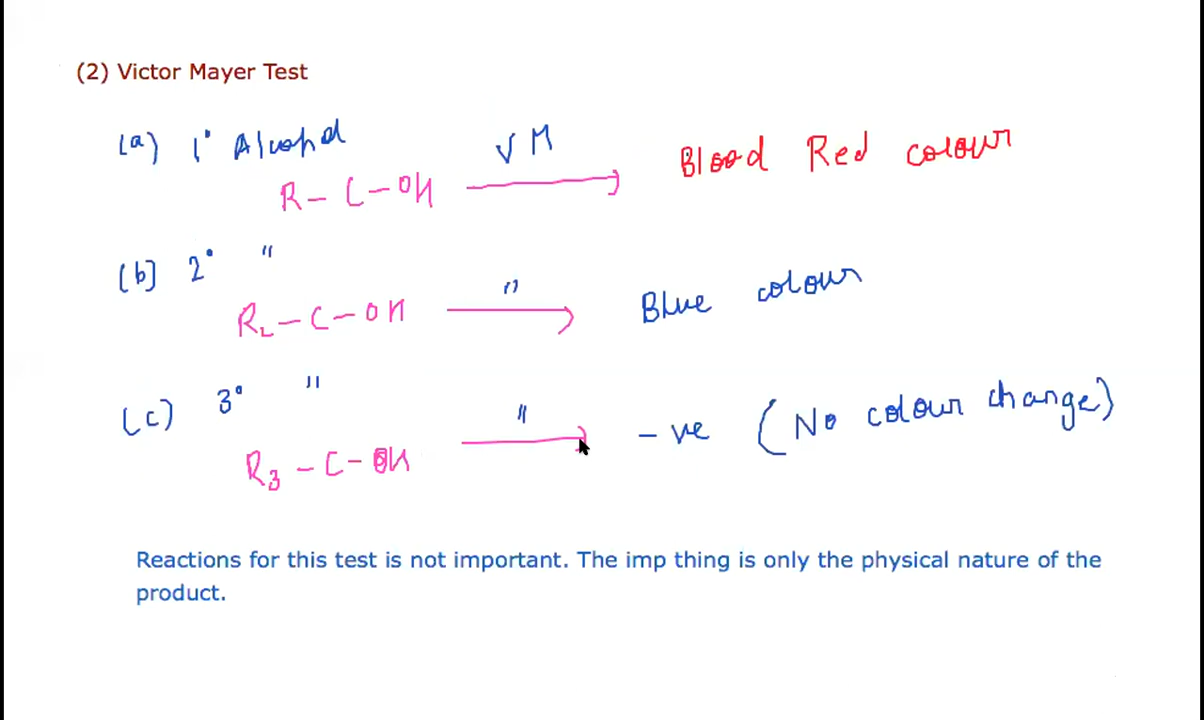 (2) Victor Mayer Test
(a) 1° Alcohol
R – C – OH
VM
Blood Red colour
(b) 2° "
R₂ – C – OH
"
Blue colour
(c) 3° "
R₃ – C – OH
"
– ve (No colour change)
Reactions for this test is not important. The imp thing is only the physical nature of the
product.